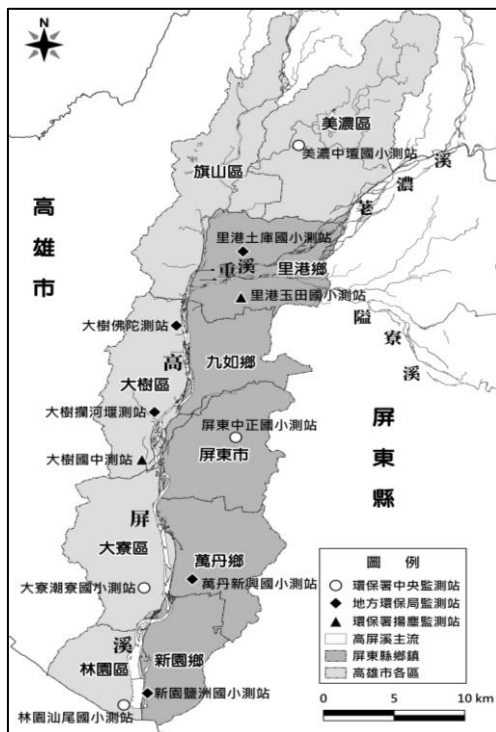 N
美濃區
美濃中壇國小測站
旗山區
荖濃溪
高雄市
里港土庫國小測站
二重溪
里港鄉
里港玉田國小測站
隘寮溪
大樹佛陀測站
高屏溪
九如鄉
大樹區
大樹攔河堰測站
屏東中正國小測站
屏東市
屏東縣
大樹國中測站
大寮區
萬丹鄉
萬丹新興國小測站
大寮潮寮國小測站
新園鄉
林園區
新園鹽洲國小測站
林園汕尾國小測站
圖 例
環保署中央監測站
地方環保局監測站
環保署揚塵監測站
高屏溪主流
屏東縣鄉鎮
高雄市各區
0 5 10 km